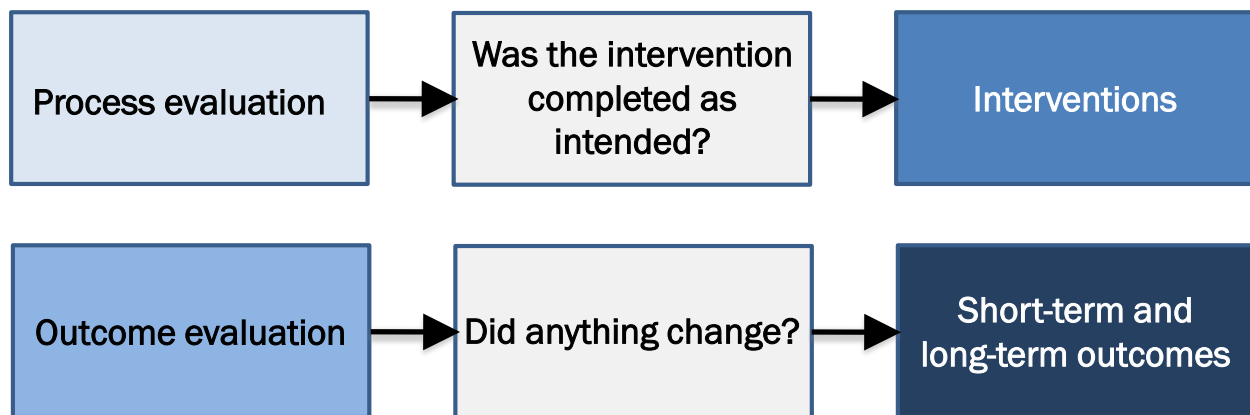 Process evaluation
Was the intervention
completed as
intended?
Interventions
Outcome evaluation
Did anything change?
Short-term and
long-term outcomes